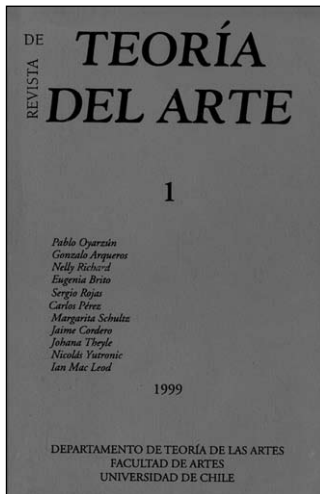 REVISTA DE
TEORÍA
DEL ARTE
1
Pablo Oyarzún
Gonzalo Arqueros
Nelly Richard
Eugenia Brito
Sergio Rojas
Carlos Pérez
Margarita Schultz
Jaime Cordero
Johana Theyle
Nicolás Yutronic
Ian Mac Leod
1999
DEPARTAMENTO DE TEORÍA DE LAS ARTES
FACULTAD DE ARTES
UNIVERSIDAD DE CHILE